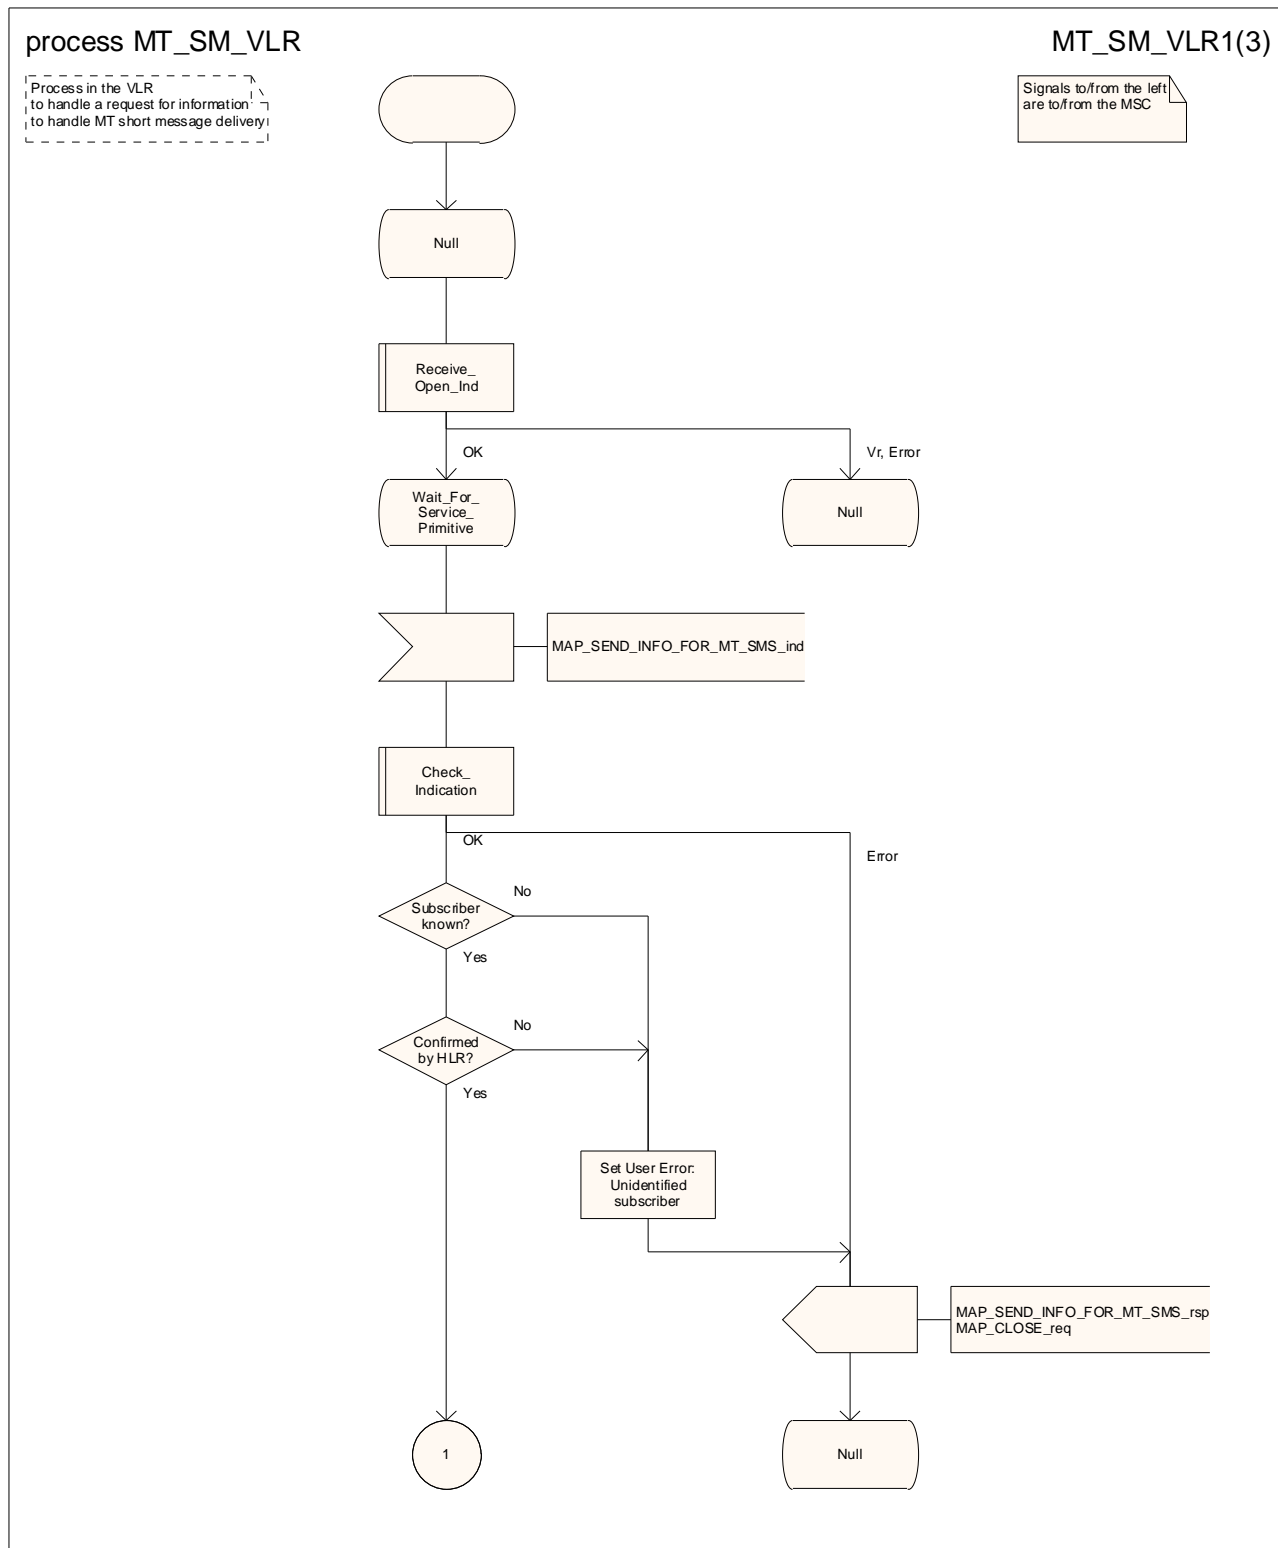 process MT_SM_VLR
MT_SM_VLR1(3)
Process in the VLR
to handle a request for information
to handle MT short message delivery
Signals to/from the left
are to/from the MSC
Null
Receive_
Open_Ind
OK
Vr, Error
Wait_For_
Service_
Primitive
Null
MAP_SEND_INFO_FOR_MT_SMS_ind
Check_
Indication
OK
Error
No
Subscriber
known?
Yes
No
Confirmed
by HLR?
Yes
Set User Error:
Unidentified
subscriber
MAP_SEND_INFO_FOR_MT_SMS_rsp
MAP_CLOSE_req
1
Null